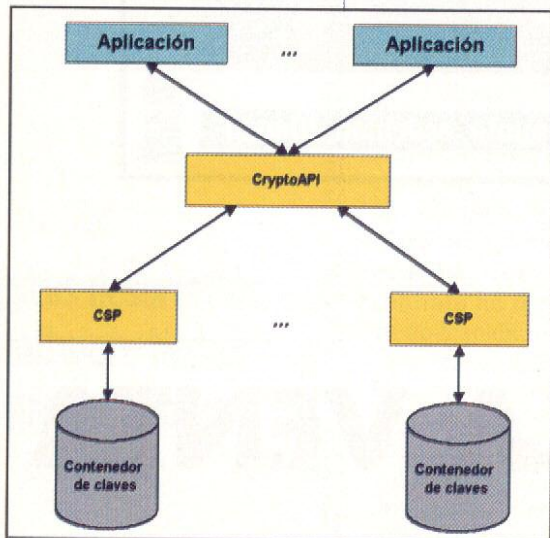 Aplicación ... Aplicación
CryptoAPI
CSP ... CSP
Contenedor
de claves
Contenedor
de claves